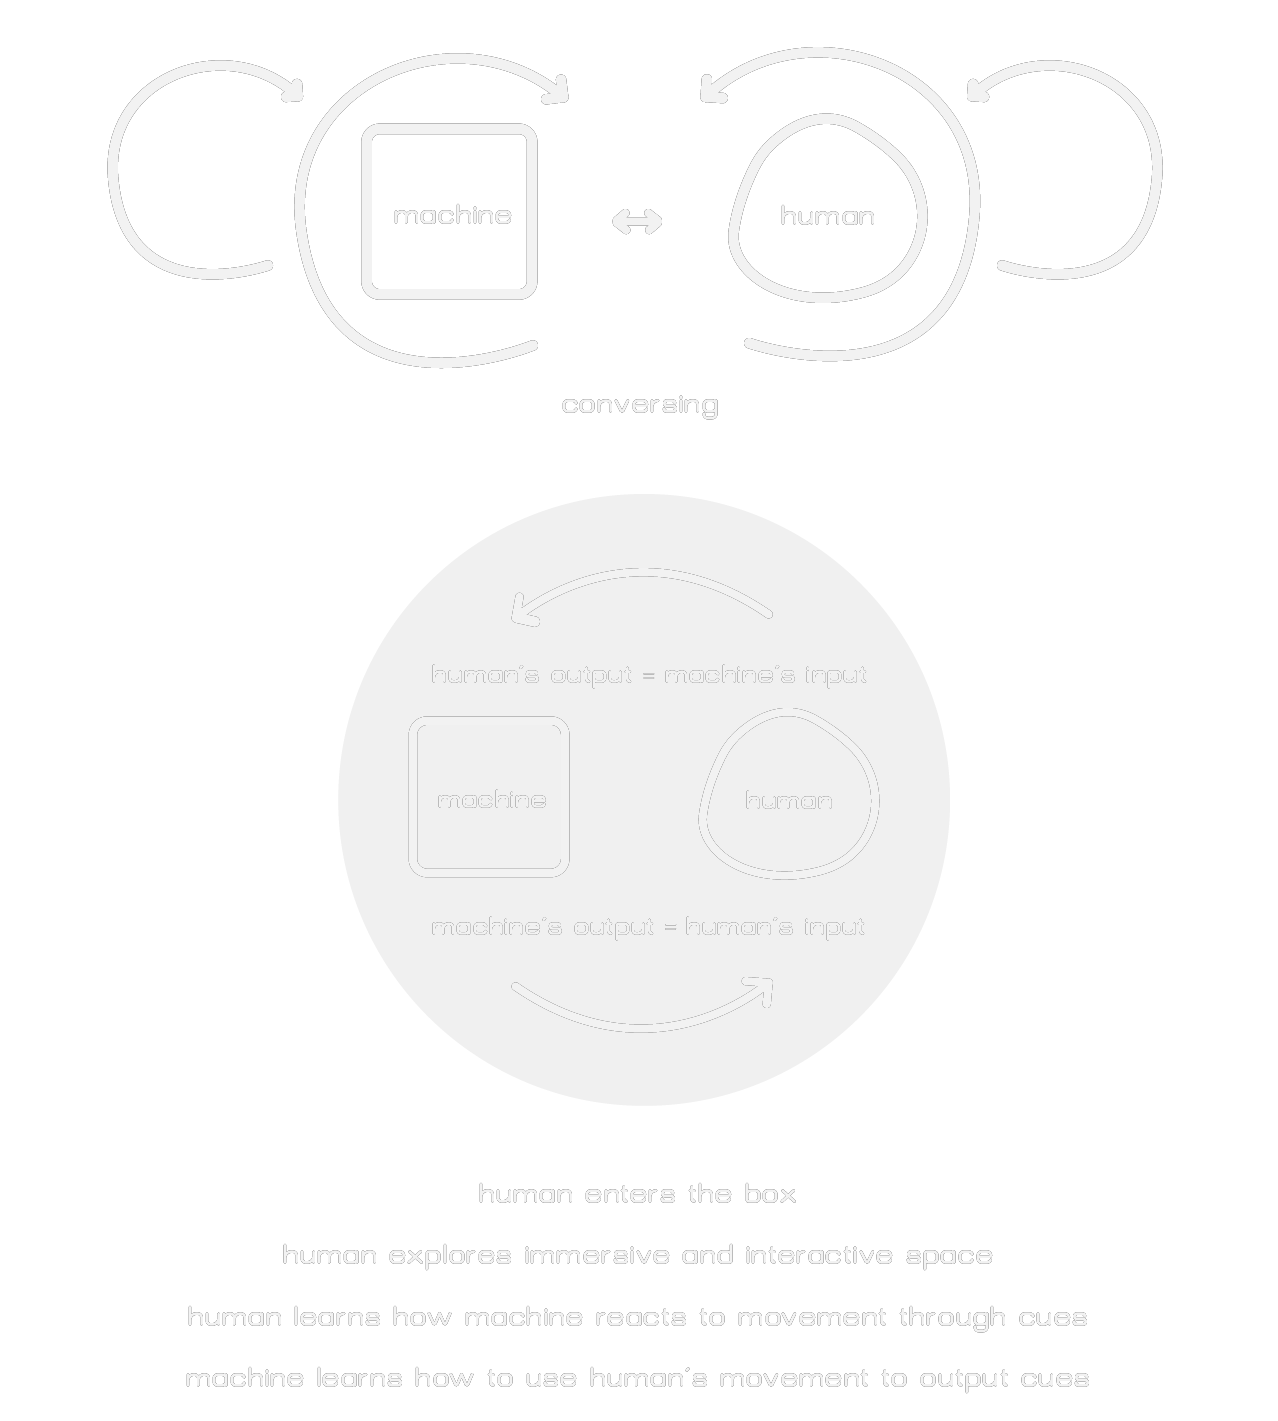 machine
human
conversing
human's output = machine's input
machine
human
machine's output = human's input
human enters the box
human explores immersive and interactive space
human learns how machine reacts to movement through cues
machine learns how to use human's movement to output cues